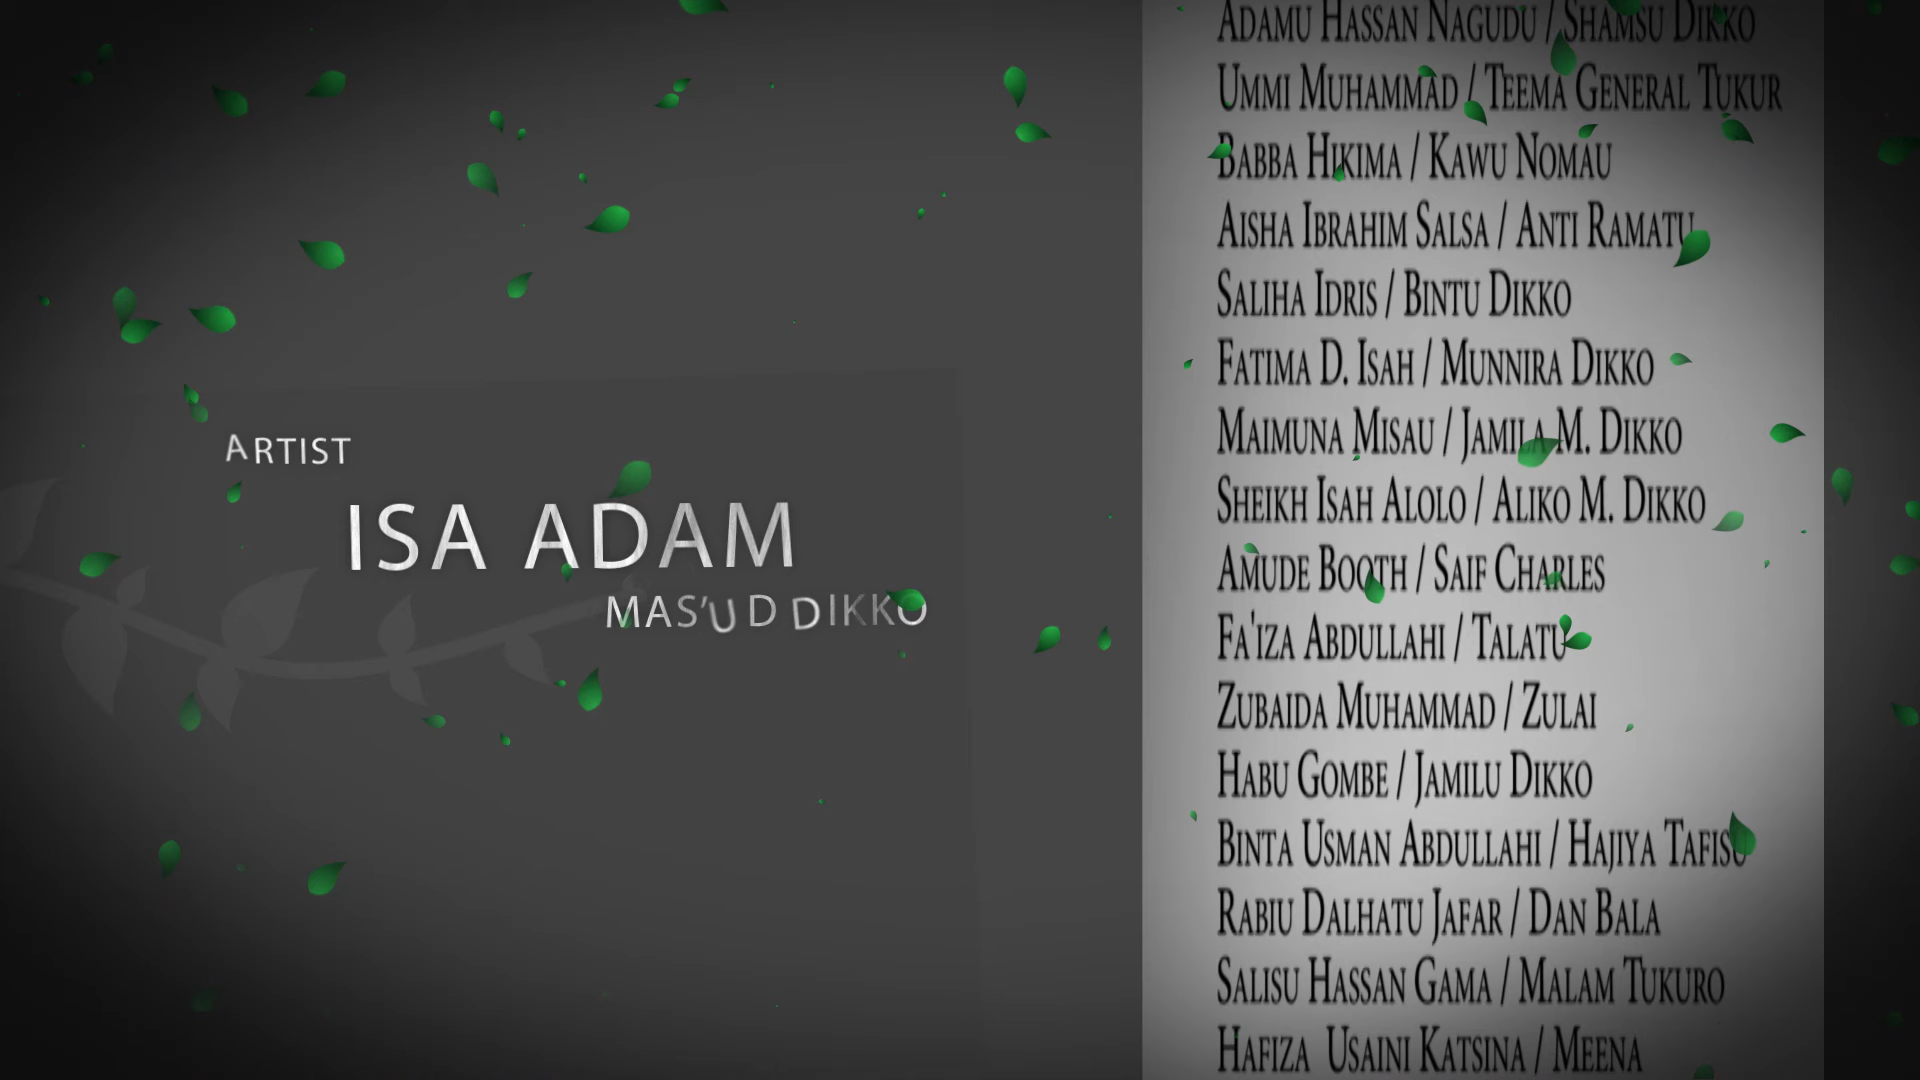 ARTIST
ISA ADAM
MAS'UD DIKKO
ADAMU HASSAN NAGUDU / SHAMSU DIKKO
UMMI MUHAMMAD / TEEMA GENERAL TUKUR
BABBA HIKIMA / KAWU NOMAU
AISHA IBRAHIM SALSA / ANTI RAMATU
SALIHA IDRIS / BINTU DIKKO
FATIMA D. ISAH / MUNNIRA DIKKO
MAIMUNA MISAU / JAMILA M. DIKKO
SHEIKH ISAH ALOLO / ALIKO M. DIKKO
AMUDE BOOTH / SAIF CHARLES
FA'IZA ABDULLAHI / TALATU
ZUBAIDA MUHAMMAD / ZULAI
HABU GOMBE / JAMILU DIKKO
BINTA USMAN ABDULLAHI / HAJIYA TAFISU
RABIU DALHATU JAFAR / DAN BALA
SALISU HASSAN GAMA / MALAM TUKURO
HAFIZA USAINI KATSINA / MEENA